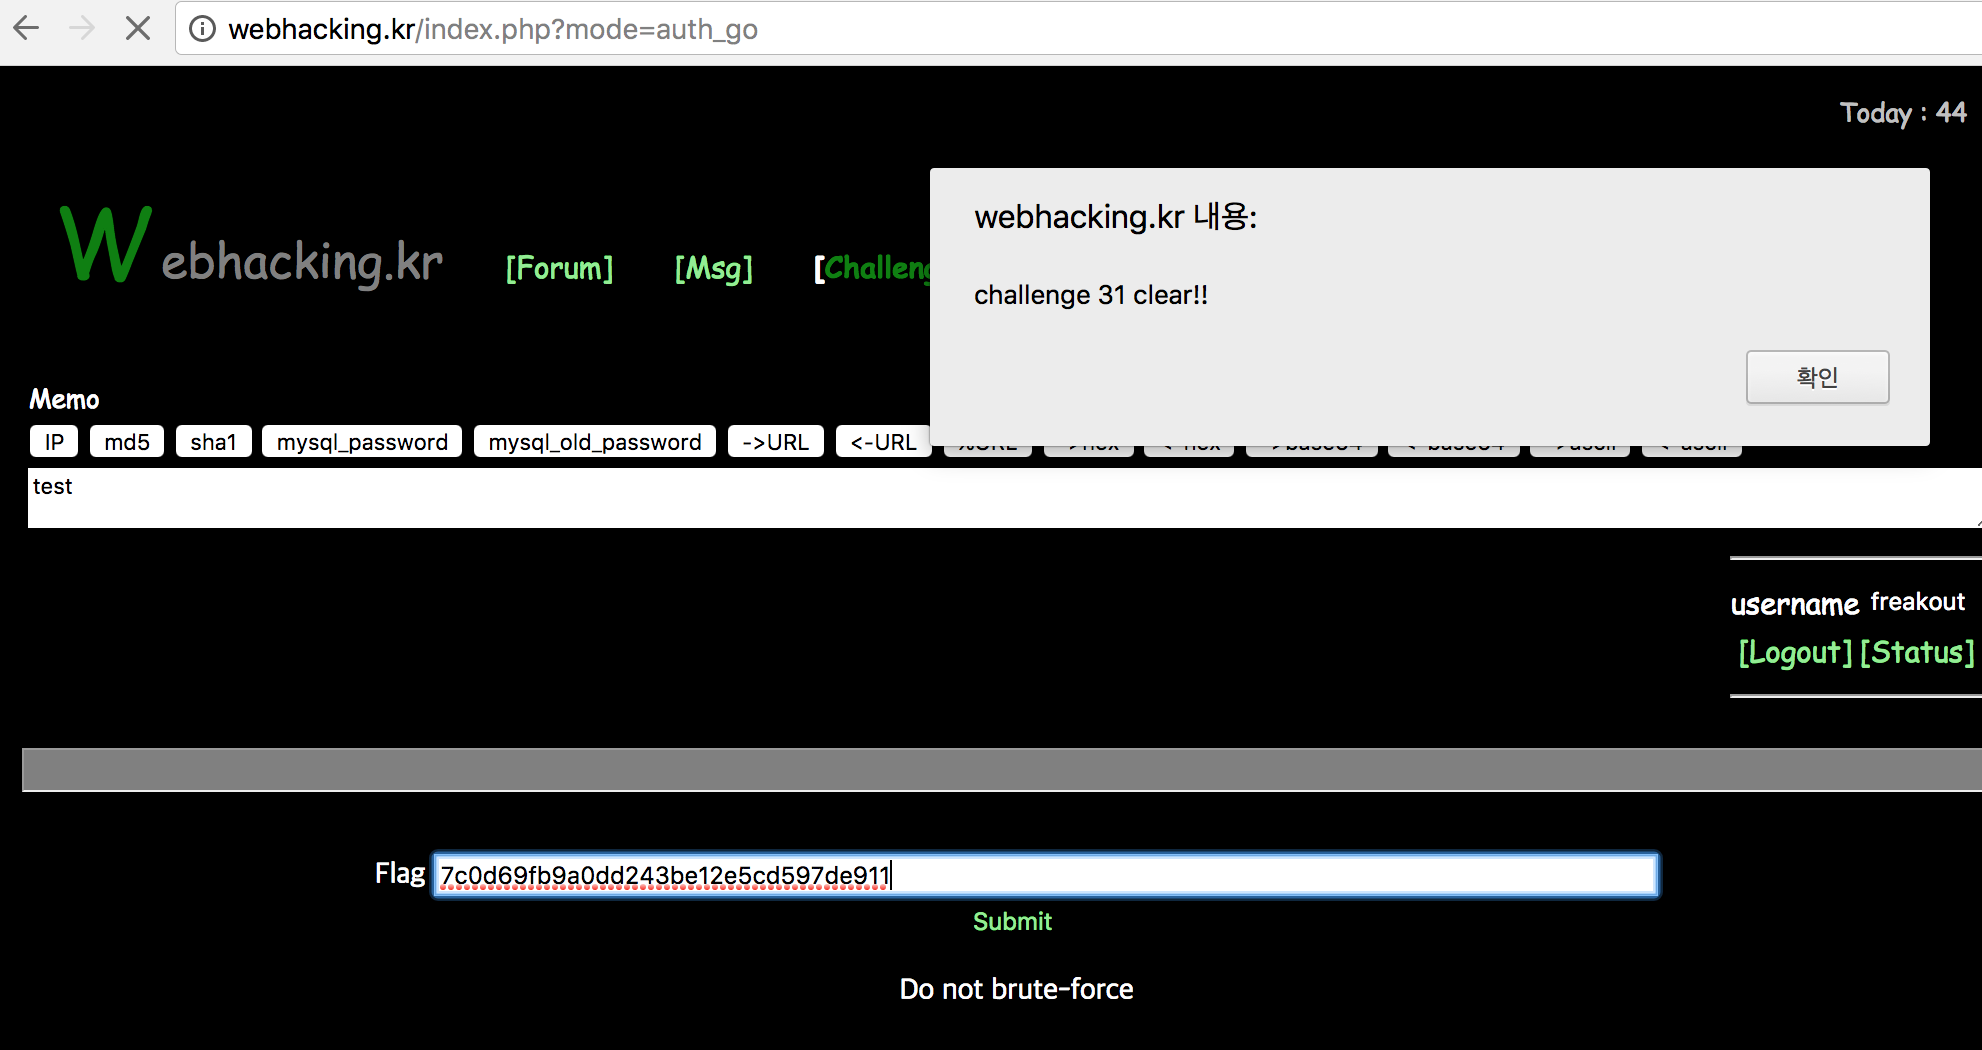 webhacking.kr/index.php?mode=auth_go
Today : 44
Webhacking.kr [Forum] [Msg] [Challeng
webhacking.kr 내용:
challenge 31 clear!!
확인
Memo
IP md5 sha1 mysql_password mysql_old_password ->URL <-URL
test
username freakout
[Logout] [Status]
Flag 7c0d69fb9a0dd243be12e5cd597de911
Submit
Do not brute-force